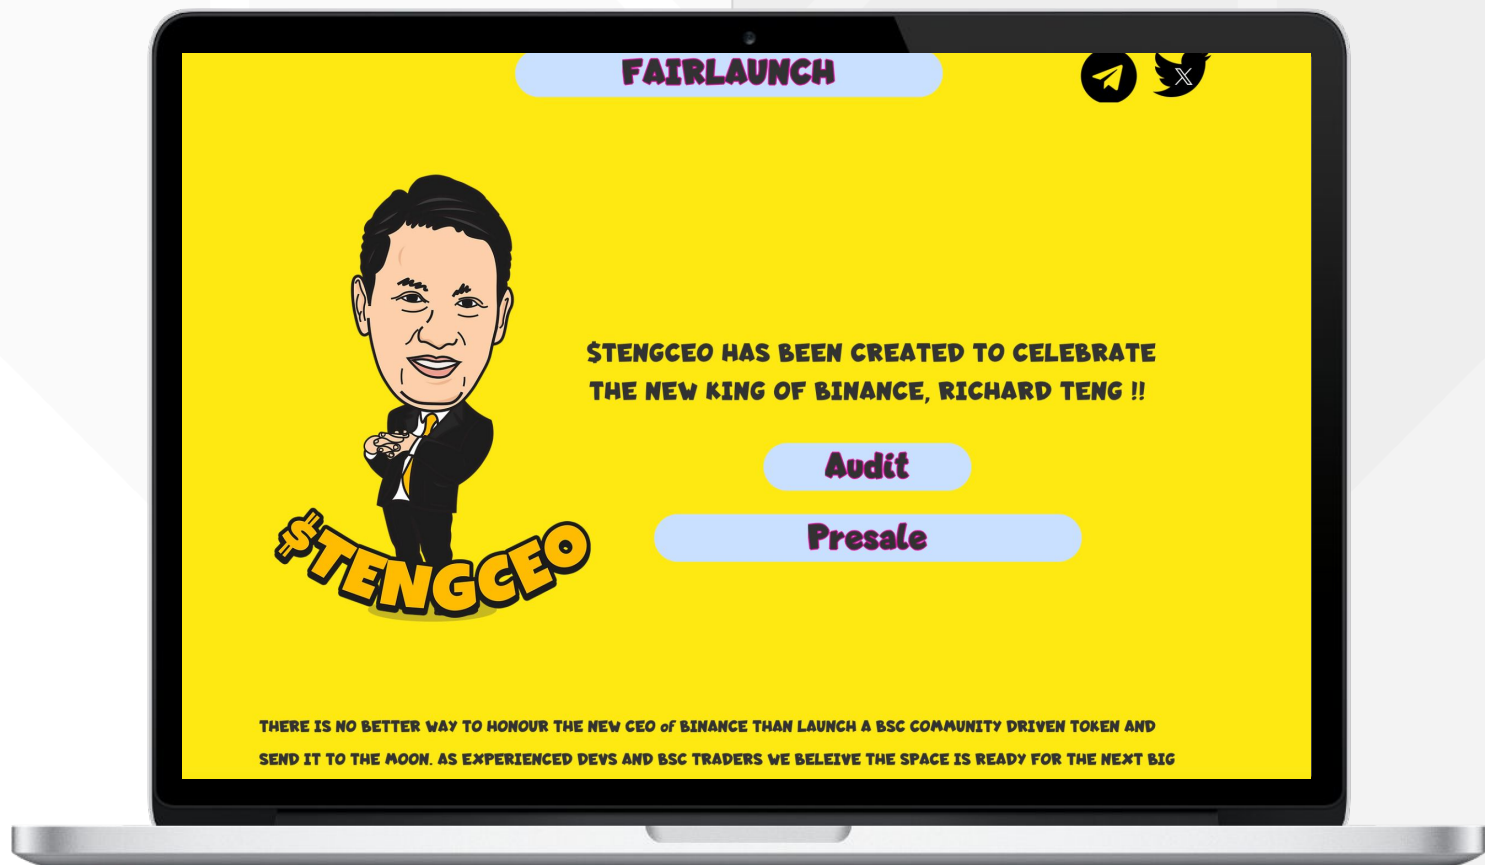 FAIRLAUNCH
$TENGCEO HAS BEEN CREATED TO CELEBRATE
THE NEW KING OF BINANCE, RICHARD TENG !!
Audit
Presale
$TENGCEO
THERE IS NO BETTER WAY TO HONOUR THE NEW CEO of BINANCE THAN LAUNCH A BSC COMMUNITY DRIVEN TOKEN AND
SEND IT TO THE MOON. AS EXPERIENCED DEVS AND BSC TRADERS WE BELEIVE THE SPACE IS READY FOR THE NEXT BIG